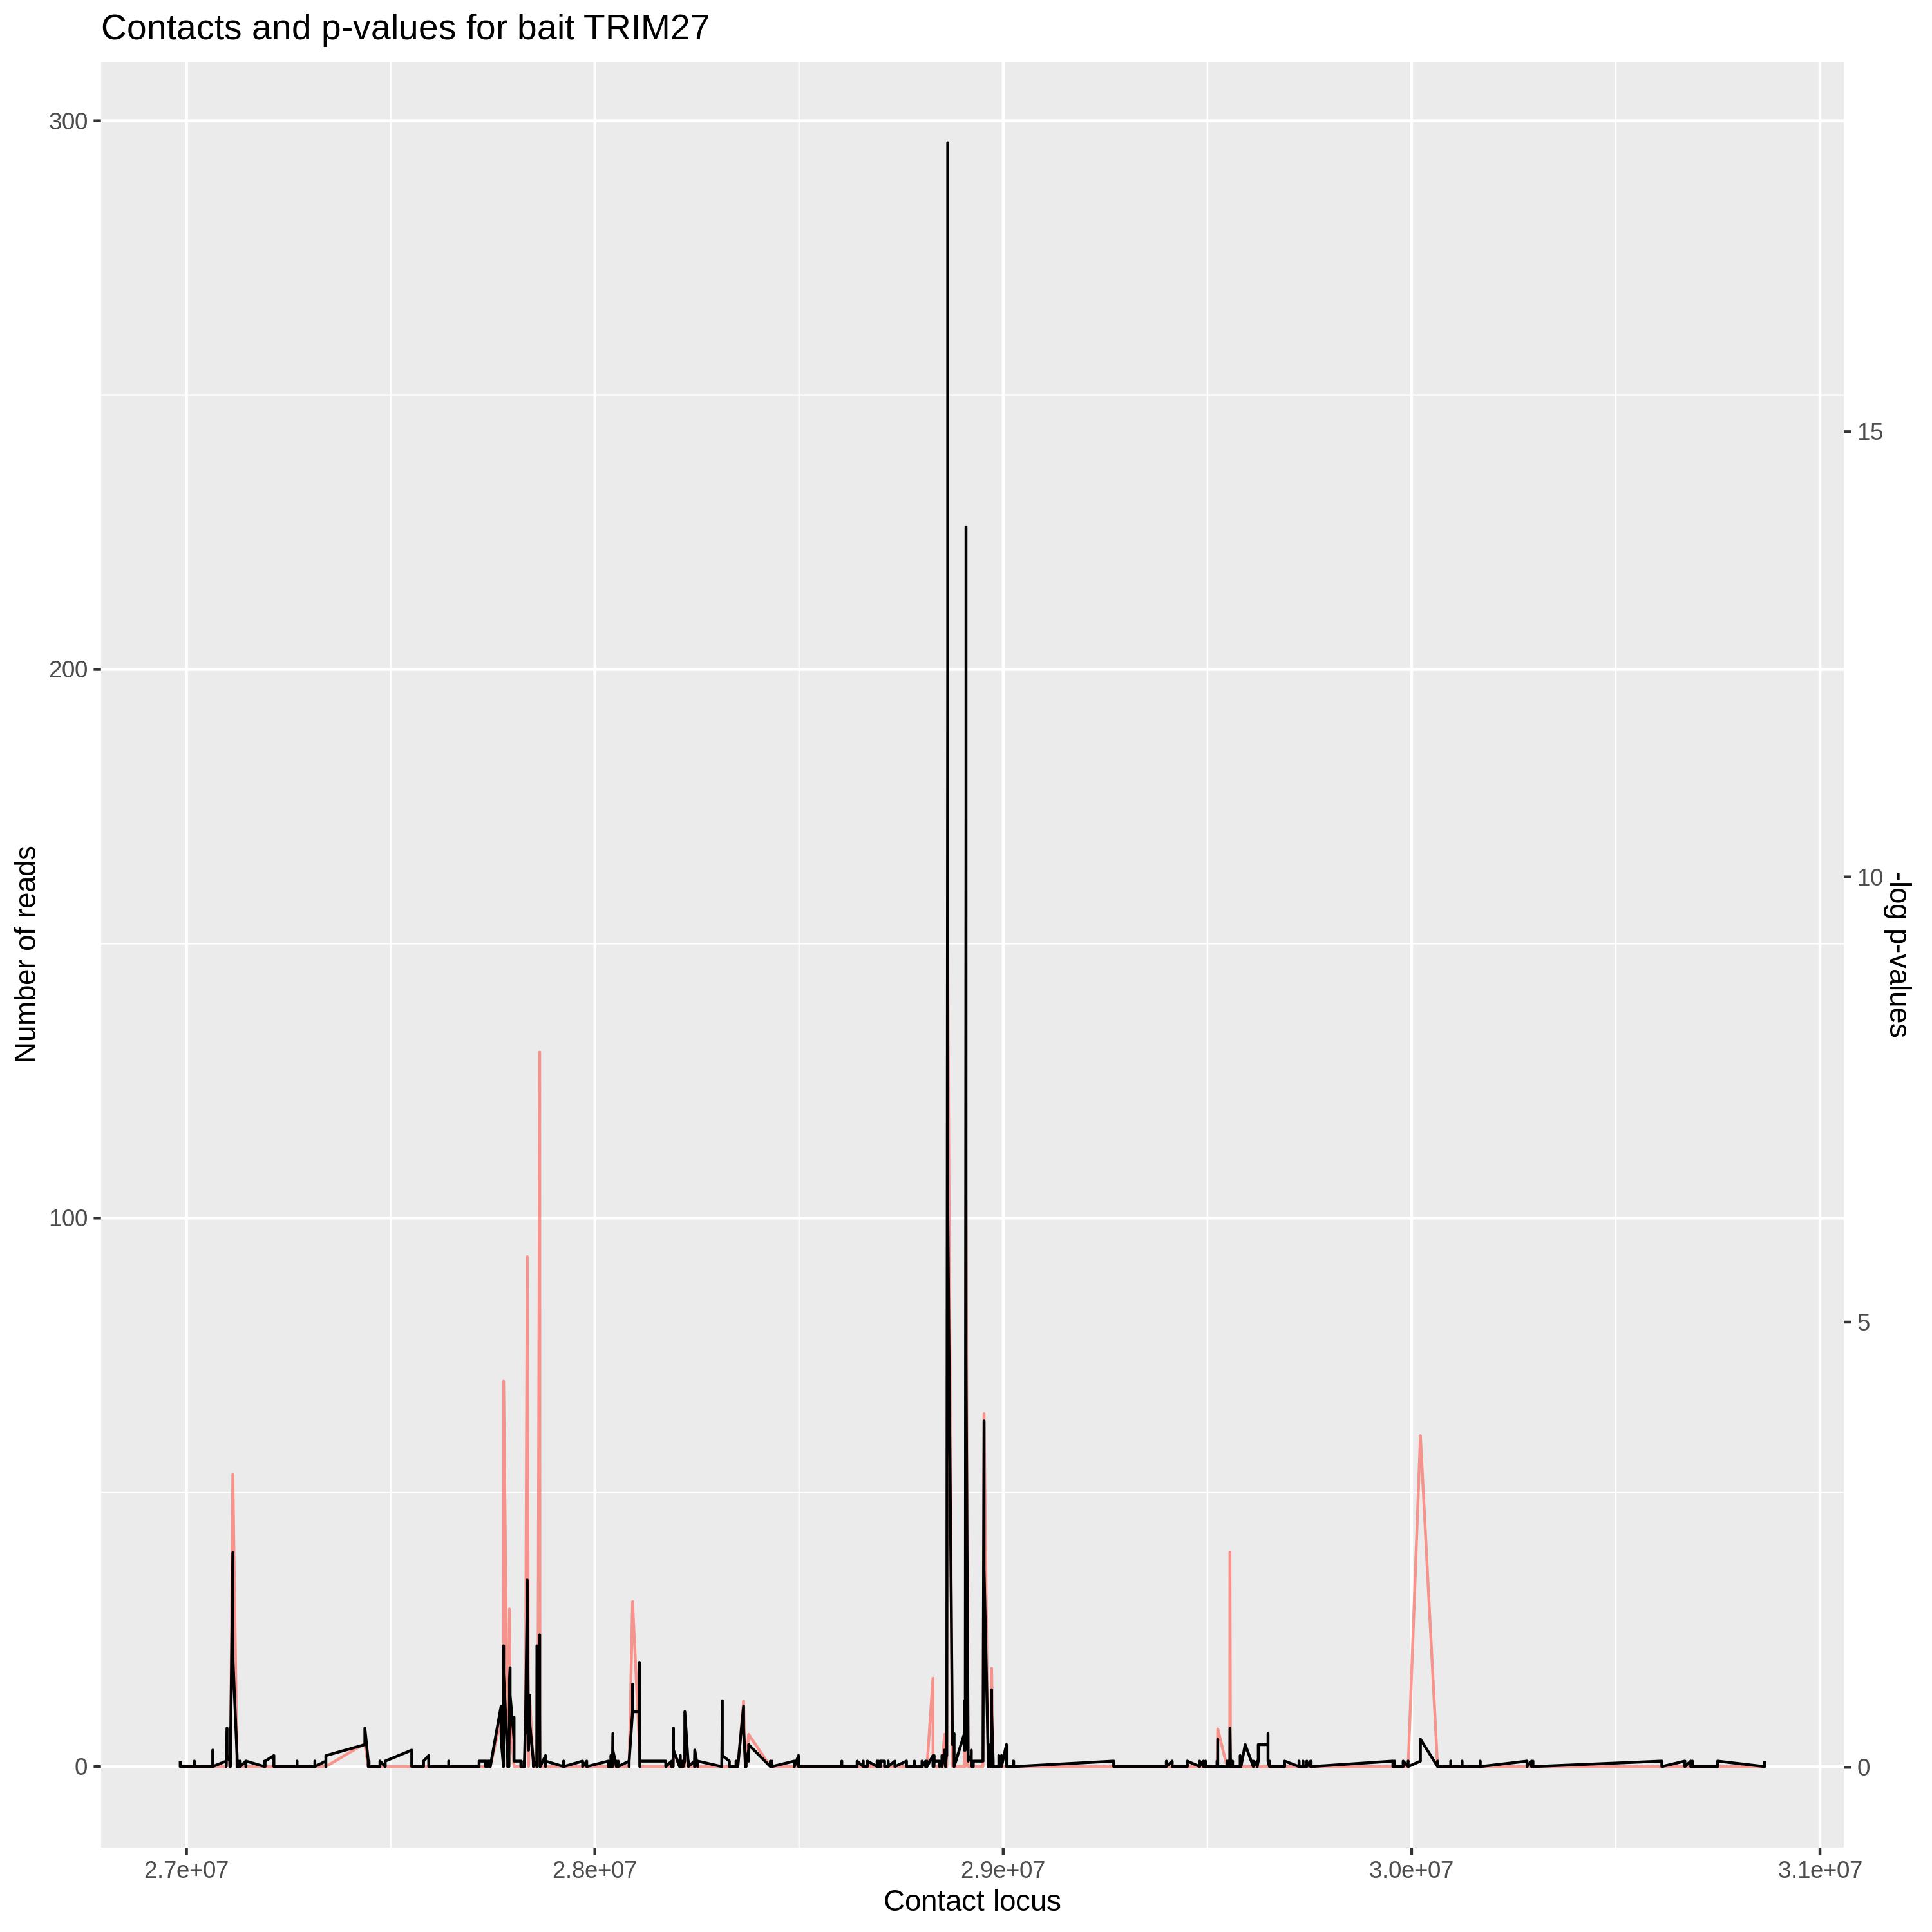 Contacts and p-values for bait TRIM27
300
200
100
0
Number of reads
15
10
5
0
-log p-values
2.7e+07 2.8e+07 2.9e+07 3.0e+07 3.1e+07
Contact locus